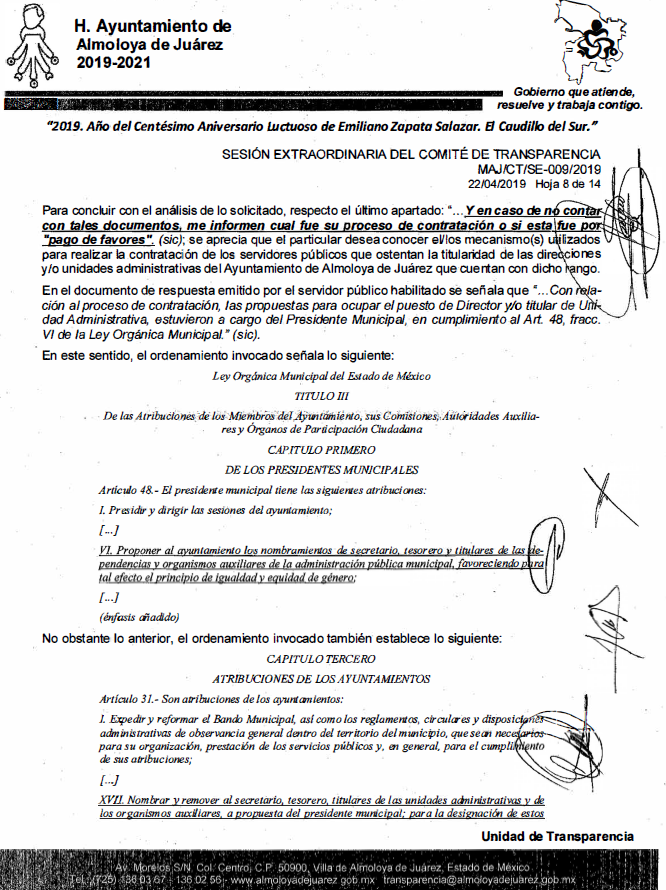 H. Ayuntamiento de
Almoloya de Juárez
2019-2021
Gobierno que atiende,
resuelve y trabaja contigo.
"2019. Año del Centésimo Aniversario Luctuoso de Emiliano Zapata Salazar. El Caudillo del Sur."
SESIÓN EXTRAORDINARIA DEL COMITÉ DE TRANSPARENCIA
MAJ/CT/SE-009/2019
22/04/2019 Hoja 8 de 14
Para concluir con el análisis de lo solicitado, respecto el último apartado: "…Y en caso de no contar
con tales documentos, me informen cual fue su proceso de contratación o si esta fue por
"pago de favores" (sic); se aprecia que el particular desea conocer el/los mecanismo(s) utilizados
para realizar la contratación de los servidores públicos que ostentan la titularidad de las direcciones
y/o unidades administrativas del Ayuntamiento de Almoloya de Juárez que cuentan con dicho rango.
En el documento de respuesta emitido por el servidor público habilitado se señala que "…Con rela-
ción al proceso de contratación, las propuestas para ocupar el puesto de Director y/o titular de Uni-
dad Administrativa, estuvieron a cargo del Presidente Municipal, en cumplimiento al Art. 48, fracc.
VI de la Ley Orgánica Municipal." (sic).
En este sentido, el ordenamiento invocado señala lo siguiente:
Ley Orgánica Municipal del Estado de México
TITULO III
De las Atribuciones de los Miembros del Ayuntamiento, sus Comisiones, Autoridades Auxilia-
res y Órganos de Participación Ciudadana
CAPITULO PRIMERO
DE LOS PRESIDENTES MUNICIPALES
Artículo 48.- El presidente municipal tiene las siguientes atribuciones:
I. Presidir y dirigir las sesiones del ayuntamiento;
[...]
VI. Proponer al ayuntamiento los nombramientos de secretario, tesorero y titulares de las de-
pendencias y organismos auxiliares de la administración pública municipal, favoreciendo para
tal efecto el principio de igualdad y equidad de género;
[...]
(énfasis añadido)
No obstante lo anterior, el ordenamiento invocado también establece lo siguiente:
CAPITULO TERCERO
ATRIBUCIONES DE LOS AYUNTAMIENTOS
Artículo 31.- Son atribuciones de los ayuntamientos:
I. Expedir y reformar el Bando Municipal, así como los reglamentos, circulares y disposiciones
administrativas de observancia general dentro del territorio del municipio, que sean necesarios
para su organización, prestación de los servicios públicos y, en general, para el cumplimiento
de sus atribuciones;
[...]
XVII. Nombrar y remover al secretario, tesorero, titulares de las unidades administrativas y de
los organismos auxiliares, a propuesta del presidente municipal; para la designación de estos
Unidad de Transparencia
Av. Morelos S/N. Col. Centro, C.P. 50900, Villa de Almoloya de Juárez, Estado de México
Tel.:(725) 136 03 67 - 136 02 56 - www.almoloyadejuarez.gob.mx transparencia@almoloyadejuarez.gob.mx